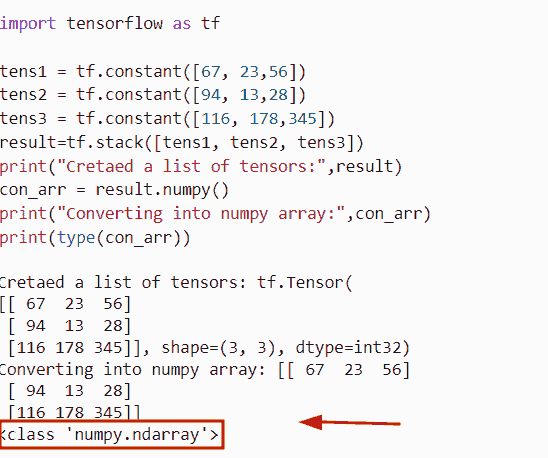 import tensorflow as tf
tens1 = tf.constant([67, 23,56])
tens2 = tf.constant([94, 13,28])
tens3 = tf.constant([116, 178,345])
result=tf.stack([tens1, tens2, tens3])
print("Cretaed a list of tensors:",result)
con_arr = result.numpy()
print("Converting into numpy array:",con_arr)
print(type(con_arr))
Cretaed a list of tensors: tf.Tensor(
[[ 67  23  56]
 [ 94  13  28]
 [116 178 345]], shape=(3, 3), dtype=int32)
Converting into numpy array: [[ 67  23  56]
 [ 94  13  28]
 [116 178 345]]
<class 'numpy.ndarray'>